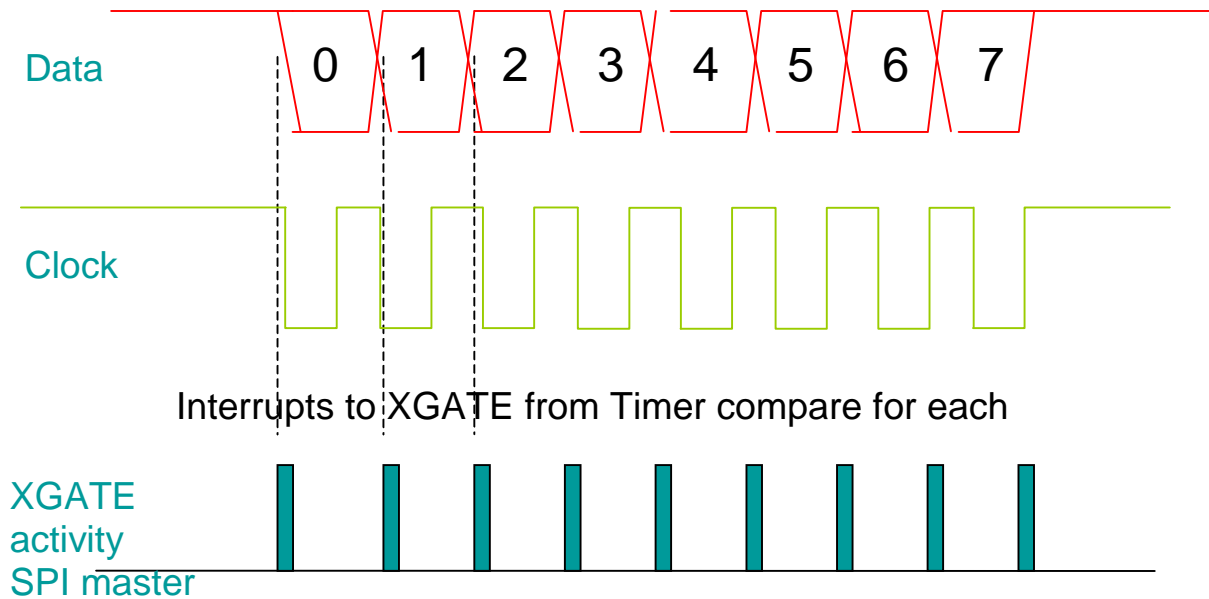 Data
0 1 2 3 4 5 6 7
Clock
Interrupts to XGATE from Timer compare for each
XGATE
activity
SPI master